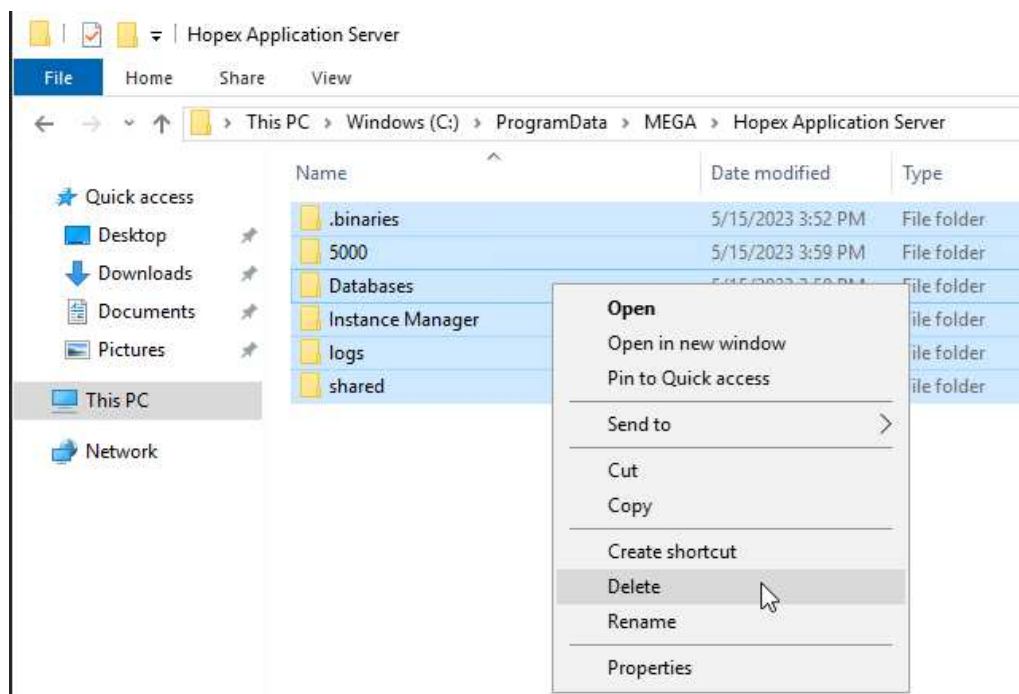 Hopex Application Server
File Home Share View
This PC > Windows (C:) > ProgramData > MEGA > Hopex Application Server
Name Date modified Type
Quick access
Desktop
Downloads
Documents
Pictures
This PC
Network
.binaries 5/15/2023 3:52 PM File folder
5000 5/15/2023 3:59 PM File folder
Databases File folder
Instance Manager ile folder
logs ile folder
shared ile folder
Open
Open in new window
Pin to Quick access
Send to >
Cut
Copy
Create shortcut
Delete
Rename
Properties